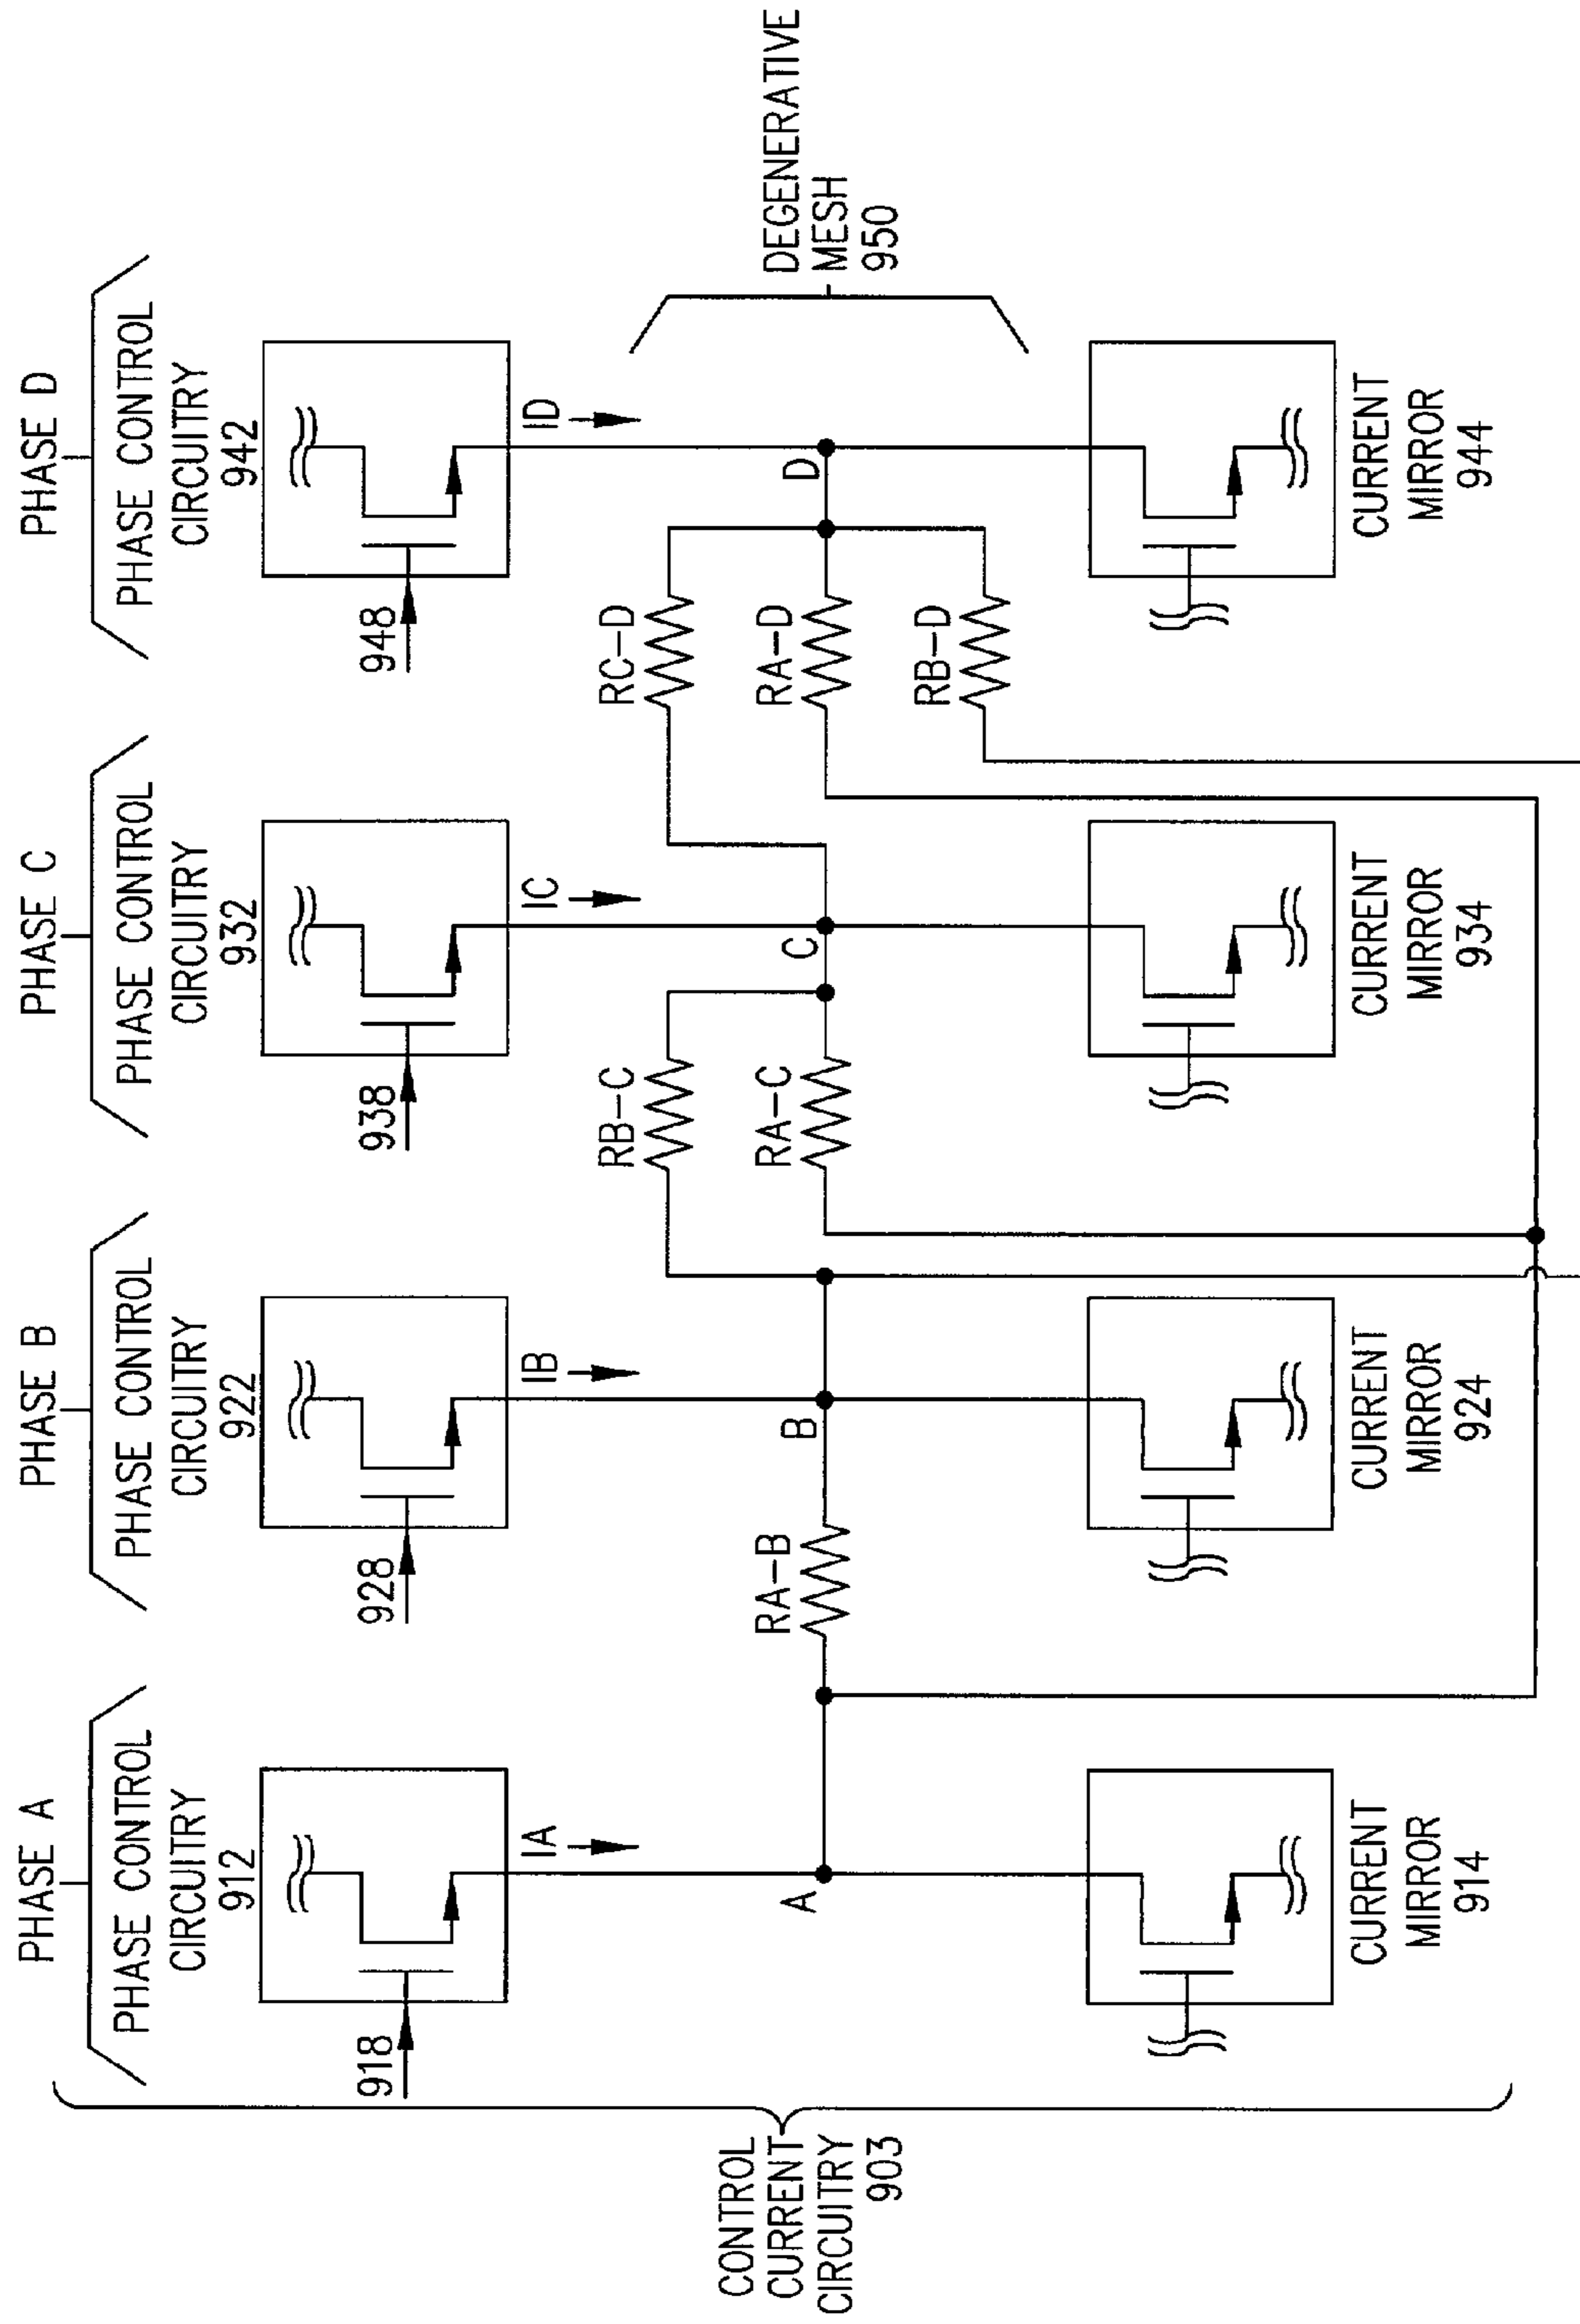 PHASE A
PHASE CONTROL
CIRCUITRY
912
PHASE B
PHASE CONTROL
CIRCUITRY
922
PHASE C
PHASE CONTROL
CIRCUITRY
932
PHASE D
PHASE CONTROL
CIRCUITRY
942
918
928
938
948
IA
IB
IC
ID
CONTROL
CURRENT
CIRCUITRY
903
A
RA-B
B
RB-C
RA-C
C
RC-D
RA-D
RB-D
D
DEGENERATIVE
MESH
950
CURRENT
MIRROR
914
CURRENT
MIRROR
924
CURRENT
MIRROR
934
CURRENT
MIRROR
944